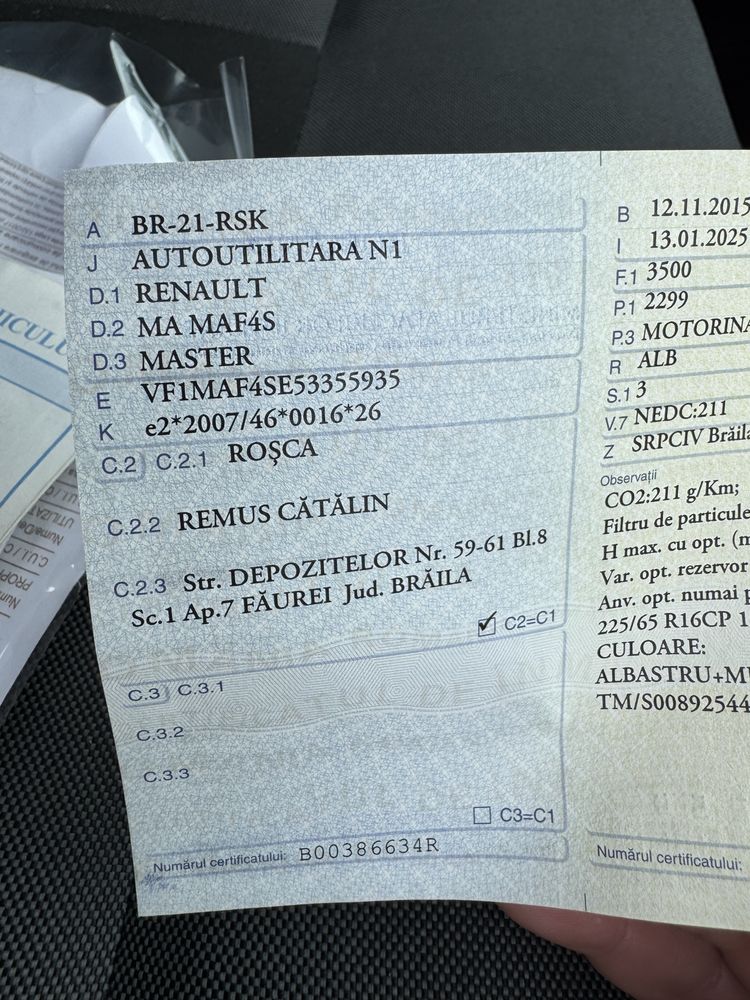 A BR-21-RSK
J AUTOUTILITARA N1
D.1 RENAULT
D.2 MA MAF4S
D.3 MASTER
E VF1MAF4SE53355935
K e2*2007/46*0016*26
C.2 C.2.1 ROŞCA
C.2.2 REMUS CĂTĂLIN
C.2.3 Str. DEPOZITELOR Nr. 59-61 Bl.8
Sc.1 Ap.7 FĂUREI Jud. BRĂILA
C2=C1
C.3 C.3.1
C.3.2
C.3.3
C3=C1
Numărul certificatului: B00386634R
B 12.11.2015
I 13.01.2025
F.1 3500
P.1 2299
P.3 MOTORINA
R ALB
S.1 3
V.7 NEDC:211
Z SRPCIV Brăila
Observații
CO2:211 g/Km;
Filtru de particule
H max. cu opt. (m
Var. opt. rezervor
Anv. opt. numai p
225/65 R16CP 1
CULOARE:
ALBASTRU+M
TM/S00892544
Numărul certificatului: